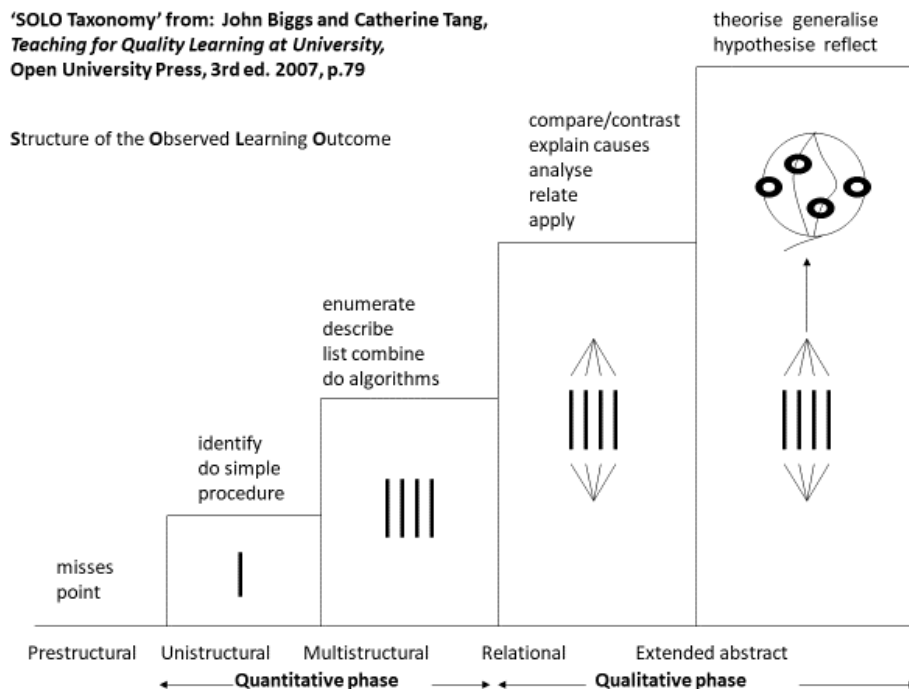 ‘SOLO Taxonomy’ from: John Biggs and Catherine Tang,
Teaching for Quality Learning at University,
Open University Press, 3rd ed. 2007, p.79
Structure of the Observed Learning Outcome
misses
point
identify
do simple
procedure
enumerate
describe
list combine
do algorithms
compare/contrast
explain causes
analyse
relate
apply
theorise generalise
hypothesise reflect
Prestructural Unistructural Multistructural Relational Extended abstract
Quantitative phase Qualitative phase